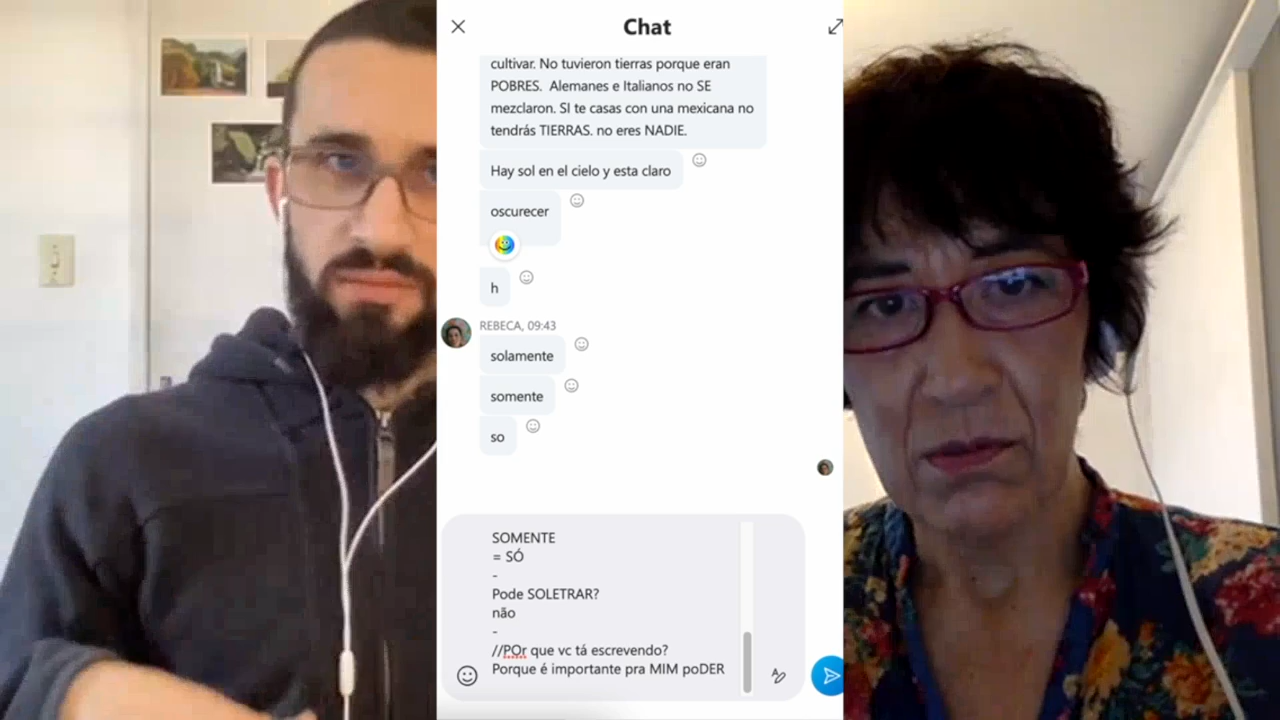 Chat
cultivar. No tuvieron tierras porque eran
POBRES.  Alemanes e Italianos no SE
mezclaron. SI te casas con una mexicana no
tendrás TIERRAS. no eres NADIE.
Hay sol en el cielo y esta claro
oscurecer
h
REBECA, 09:43
solamente
somente
so
SOMENTE
= SÓ
-
Pode SOLETRAR?
não
-
//POr que vc tá escrevendo?
Porque é importante pra MIM poDER